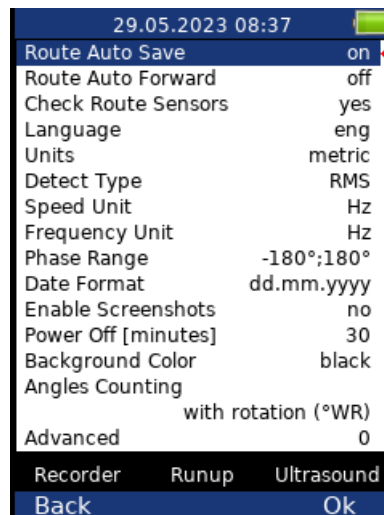 29.05.2023 08:37
Route Auto Save on
Route Auto Forward off
Check Route Sensors yes
Language eng
Units metric
Detect Type RMS
Speed Unit Hz
Frequency Unit Hz
Phase Range -180°;180°
Date Format dd.mm.yyyy
Enable Screenshots no
Power Off [minutes] 30
Background Color black
Angles Counting
with rotation (°WR)
Advanced 0
Recorder Runup Ultrasound
Back Ok